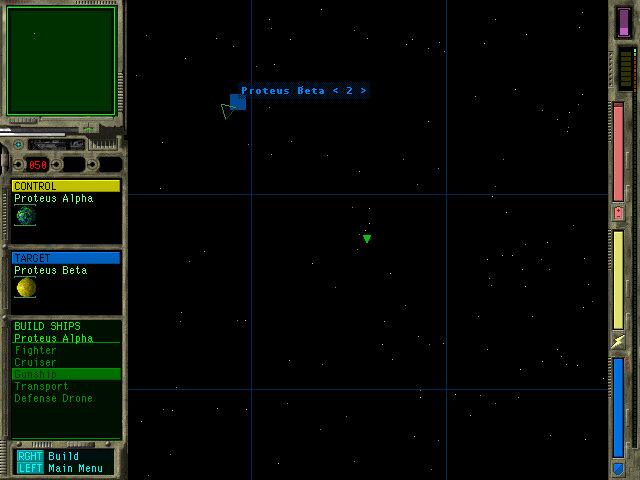 Proteus Beta < 2 >
050
CONTROL
Proteus Alpha
TARGET
Proteus Beta
BUILD SHIPS
Proteus Alpha
Fighter
Cruiser
Gunship
Transport
Defense Drone
RGHT Build
LEFT Main Menu